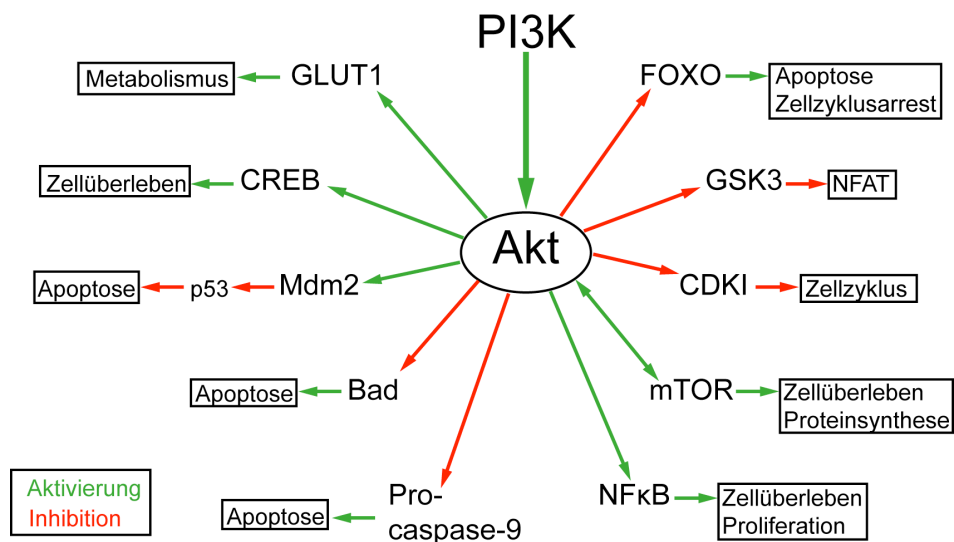 PI3K
Metabolismus
GLUT1
FOXO
Apoptose
Zellzyklusarrest
Zellüberleben
CREB
GSK3
NFAT
Akt
Apoptose
p53
Mdm2
CDKI
Zellzyklus
Apoptose
Bad
mTOR
Zellüberleben
Proteinsynthese
Aktivierung
Inhibition
Apoptose
Pro-
caspase-9
NFκB
Zellüberleben
Proliferation